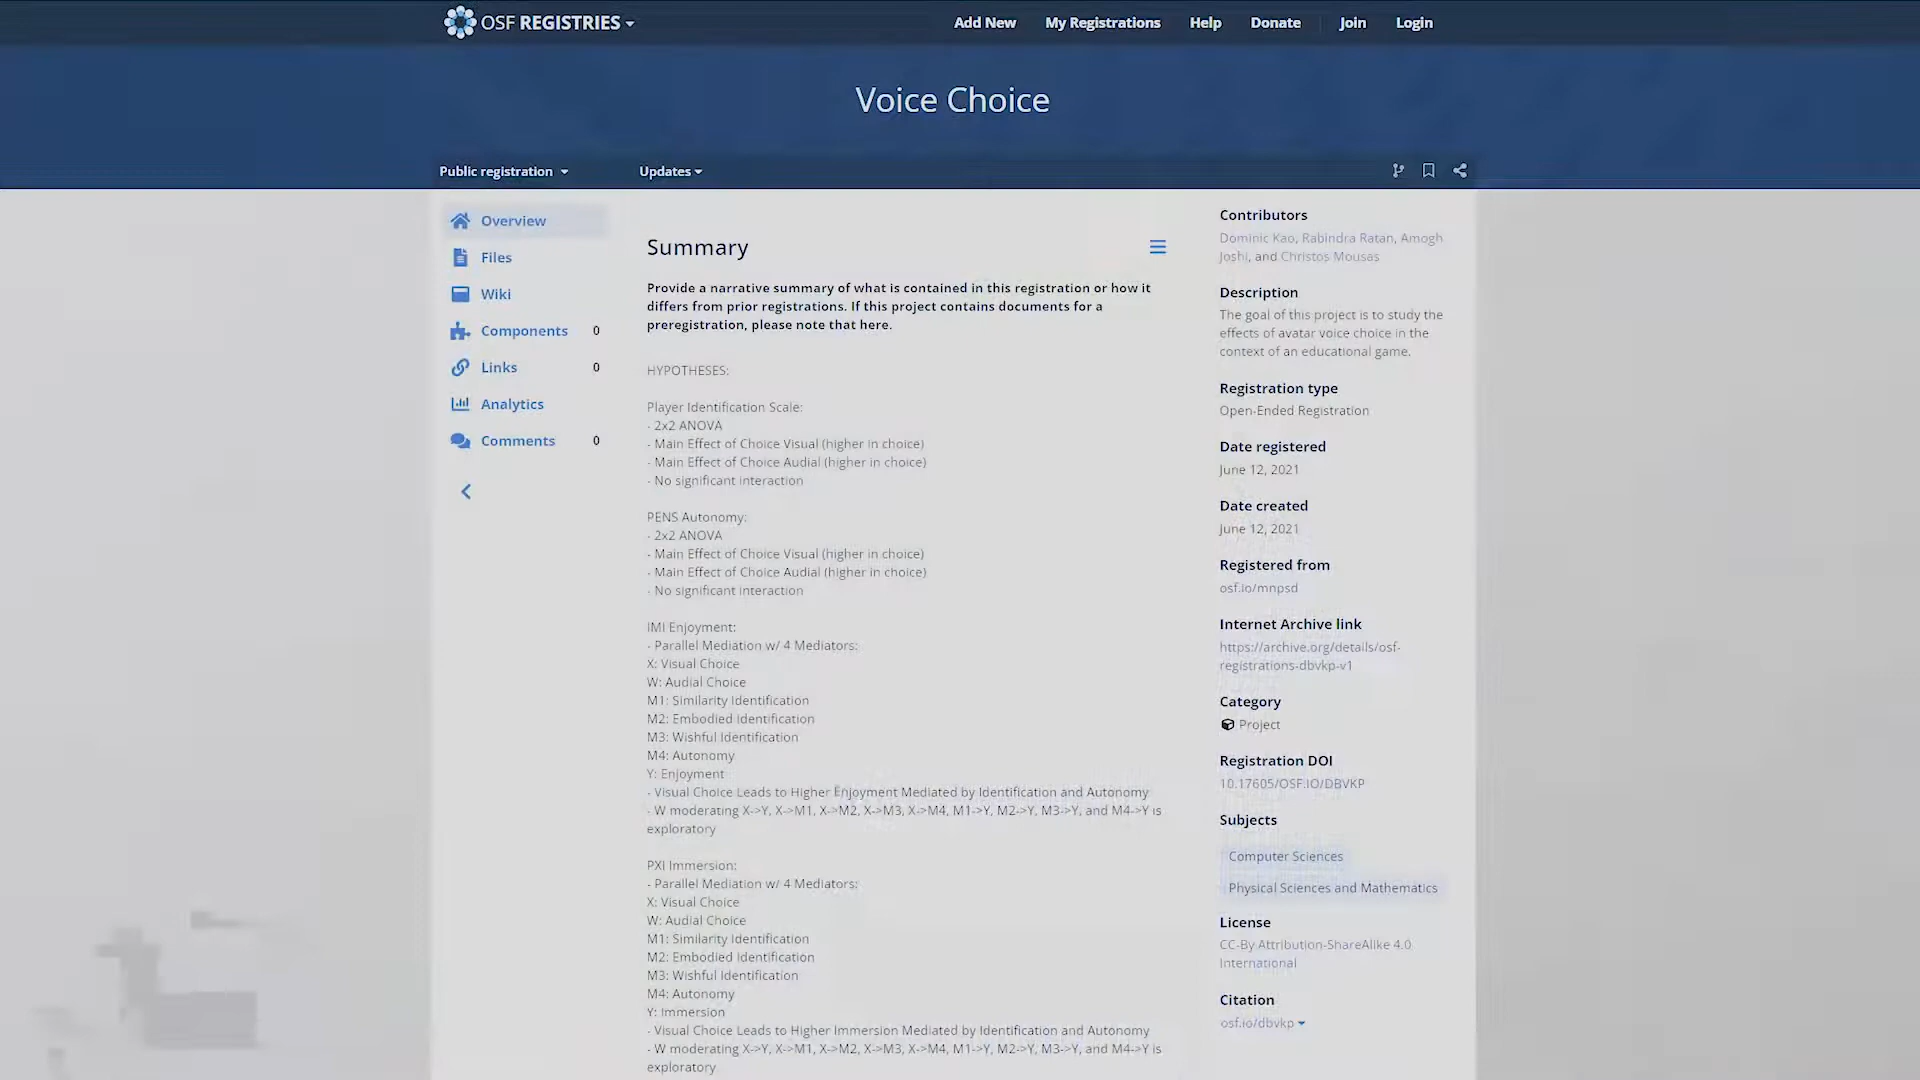 OSF REGISTRIES
Add New
My Registrations
Help
Donate
Join
Login
Voice Choice
Public registration
Updates
Overview
Files
Wiki
Components 0
Links 0
Analytics
Comments 0
Summary
Provide a narrative summary of what is contained in this registration or how it
differs from prior registrations. If this project contains documents for a
preregistration, please note that here.
HYPOTHESES:
Player Identification Scale:
- 2x2 ANOVA
- Main Effect of Choice Visual (higher in choice)
- Main Effect of Choice Audial (higher in choice)
- No significant interaction
PENS Autonomy:
- 2x2 ANOVA
- Main Effect of Choice Visual (higher in choice)
- Main Effect of Choice Audial (higher in choice)
- No significant interaction
IMI Enjoyment:
- Parallel Mediation w/ 4 Mediators:
X: Visual Choice
W: Audial Choice
M1: Similarity Identification
M2: Embodied Identification
M3: Wishful Identification
M4: Autonomy
Y: Enjoyment
- Visual Choice Leads to Higher Enjoyment Mediated by Identification and Autonomy
- W moderating X->Y, X->M1, X->M2, X->M3, X->M4, M1->Y, M2->Y, M3->Y, and M4->Y is
exploratory
PXI Immersion:
- Parallel Mediation w/ 4 Mediators:
X: Visual Choice
W: Audial Choice
M1: Similarity Identification
M2: Embodied Identification
M3: Wishful Identification
M4: Autonomy
Y: Immersion
- Visual Choice Leads to Higher Immersion Mediated by Identification and Autonomy
- W moderating X->Y, X->M1, X->M2, X->M3, X->M4, M1->Y, M2->Y, M3->Y, and M4->Y is
exploratory
Contributors
Dominic Kao, Rabindra Ratan, Amogh
Joshi, and Christos Mousas
Description
The goal of this project is to study the
effects of avatar voice choice in the
context of an educational game.
Registration type
Open-Ended Registration
Date registered
June 12, 2021
Date created
June 12, 2021
Registered from
osf.io/mnpsd
Internet Archive link
https://archive.org/details/osf-
registrations-dbvkp-v1
Category
Project
Registration DOI
10.17605/OSF.IO/DBVKP
Subjects
Computer Sciences
Physical Sciences and Mathematics
License
CC-By Attribution-ShareAlike 4.0
International
Citation
osf.io/dbvkp